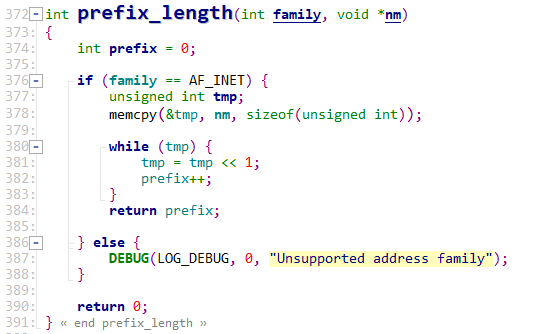 372 int prefix_length(int family, void *nm)
373: {
374: int prefix = 0;
375:
376: if (family == AF_INET) {
377: unsigned int tmp;
378: memcpy(&tmp, nm, sizeof(unsigned int));
379:
380: while (tmp) {
381: tmp = tmp << 1;
382: prefix++;
383: }
384: return prefix;
385:
386: } else {
387: DEBUG(LOG_DEBUG, 0, "Unsupported address family");
388: }
389:
390: return 0;
391: } « end prefix_length »